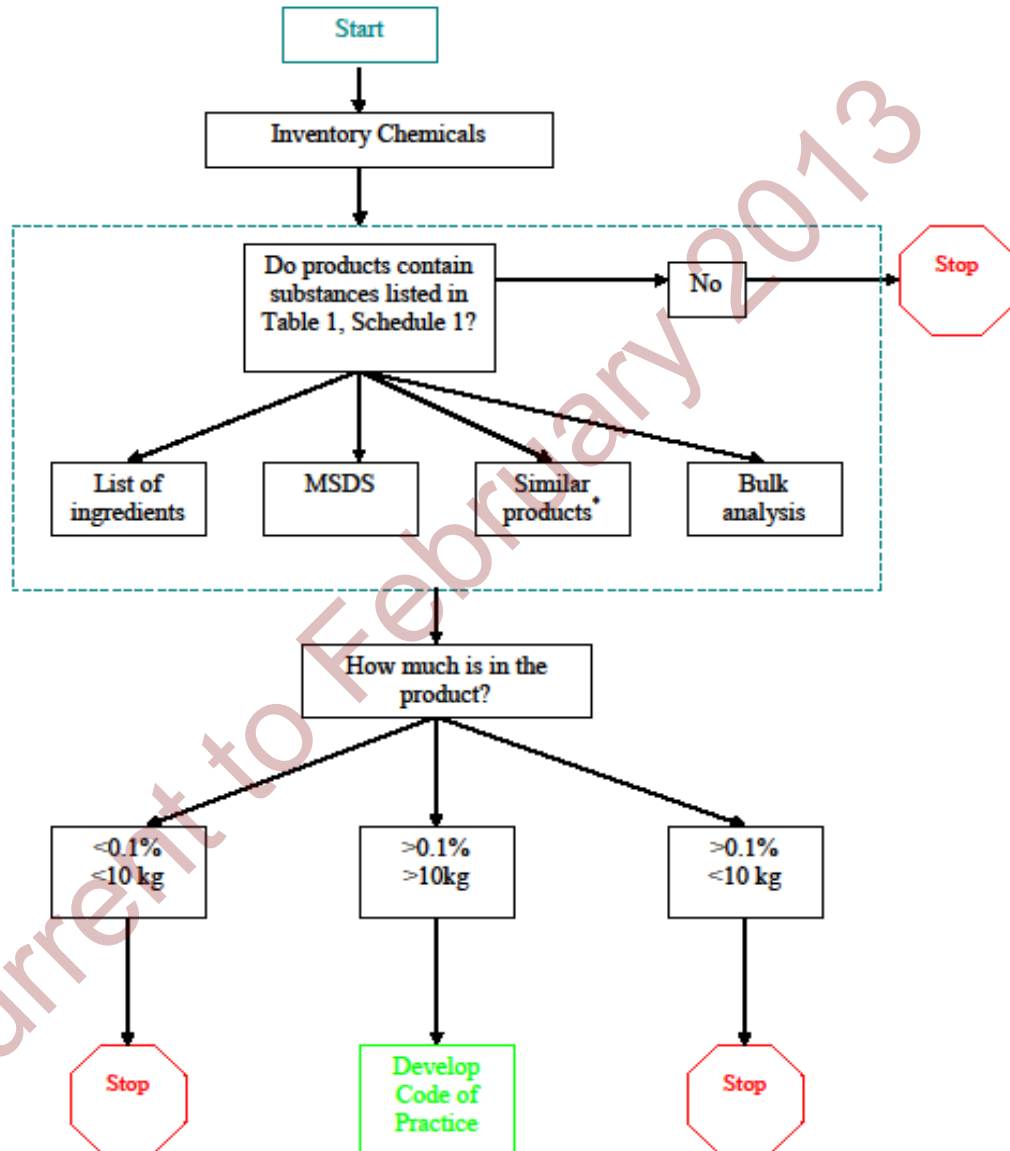 Start
Inventory Chemicals
Do products contain
substances listed in
Table 1, Schedule 1?
No
Stop
List of
ingredients
MSDS
Similar
products*
Bulk
analysis
How much is in the
product?
<0.1%
<10 kg
>0.1%
>10kg
>0.1%
<10 kg
Stop
Develop
Code of
Practice
Stop
urrent to February 2013